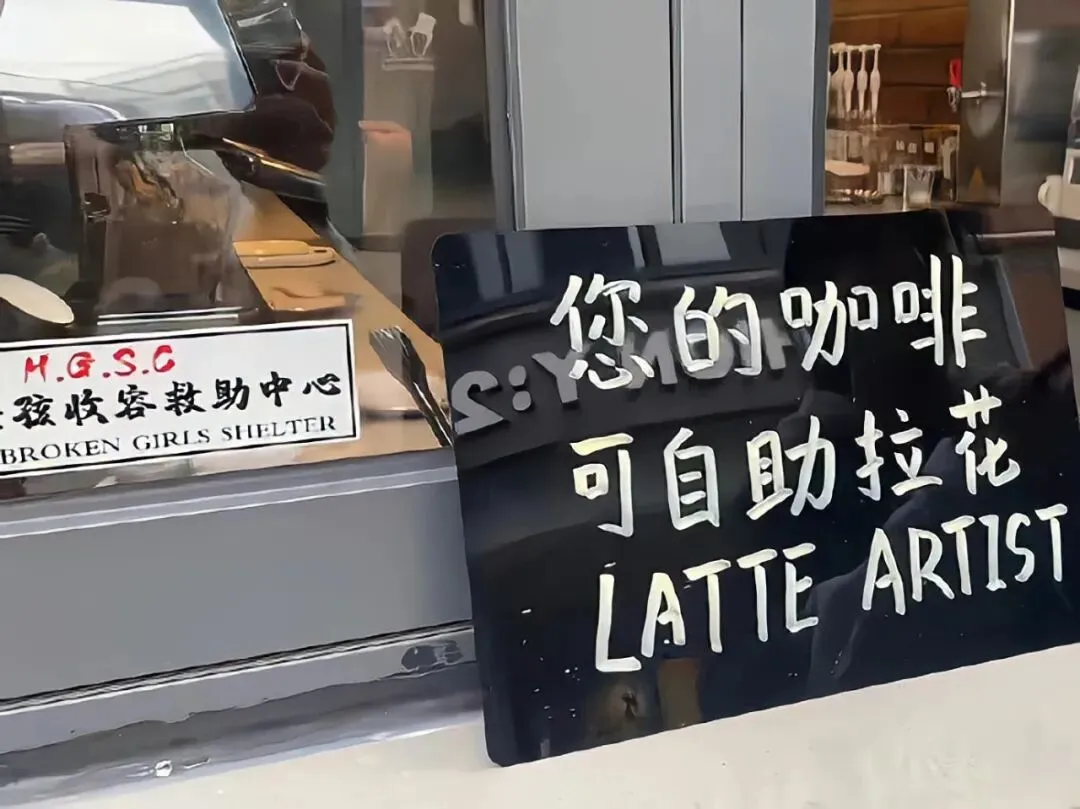 H.G.S.C
孩收容救助中心
BROKEN GIRLS SHELTER
您的咖啡
可自助拉花
LATTE ARTIST